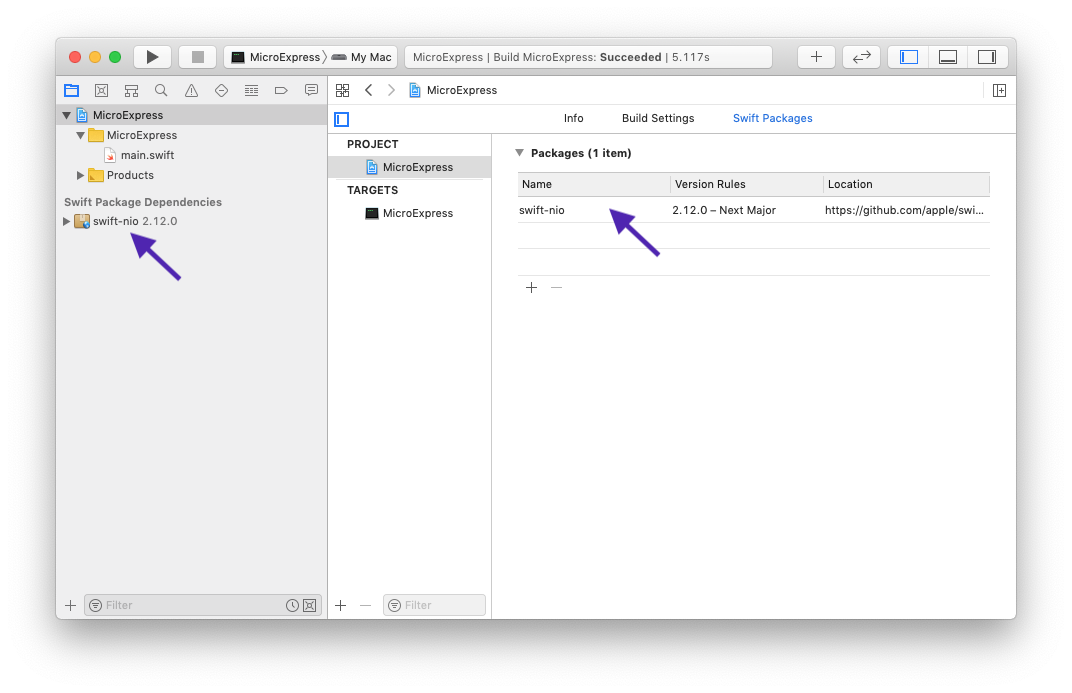 MicroExpress My Mac MicroExpress | Build MicroExpress: Succeeded | 5.117s
MicroExpress
Info Build Settings Swift Packages
MicroExpress
MicroExpress
main.swift
Products
Swift Package Dependencies
swift-nio 2.12.0
Filter
PROJECT
MicroExpress
TARGETS
MicroExpress
Filter
Packages (1 item)
Name Version Rules Location
swift-nio 2.12.0 – Next Major https://github.com/apple/swi...